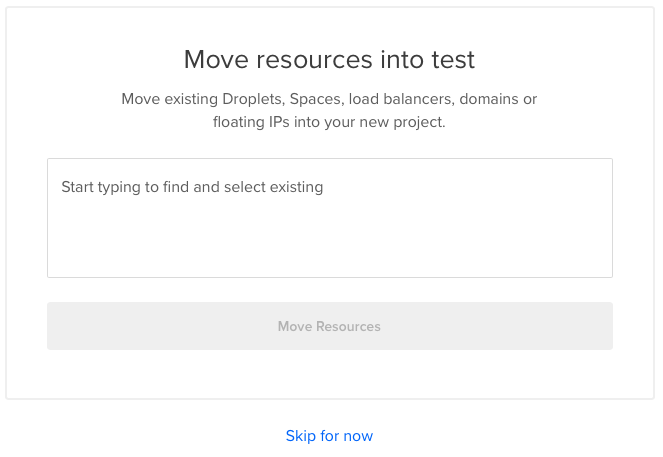 Move resources into test
Move existing Droplets, Spaces, load balancers, domains or
floating IPs into your new project.
Start typing to find and select existing
Move Resources
Skip for now